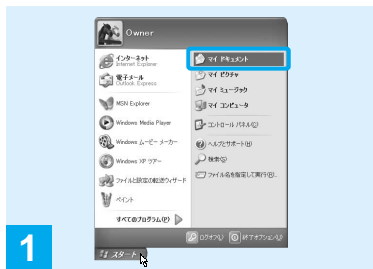 Owner
インターネット
Internet Explorer
電子メール
Outlook Express
MSN Explorer
Windows Media Player
Windows ムービー メーカー
Windows XP ツアー
ファイルと設定の転送ウィザード
ペイント
すべてのプログラム(P)
マイ ドキュメント
マイ ピクチャ
マイ ミュージック
マイ コンピュータ
コントロール パネル(C)
ヘルプとサポート(H)
検索(S)
ファイル名を指定して実行(R)...
ログオフ(L)
終了オプション(U)
スタート
1